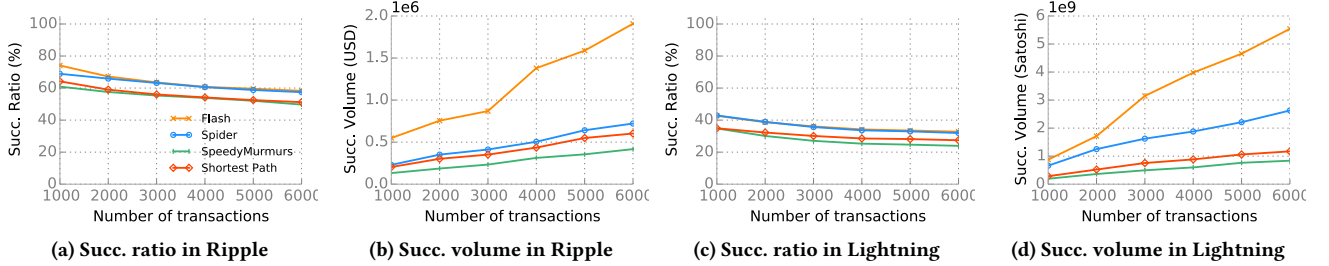 Succ. Ratio (%)
100
80
60
40
20
0
Flash
Spider
SpeedyMurmurs
Shortest Path
1000 2000 3000 4000 5000 6000
Number of transactions
(a) Succ. ratio in Ripple
1e6
Succ. Volume (USD)
2.0
1.5
1.0
0.5
0.0
1000 2000 3000 4000 5000 6000
Number of transactions
(b) Succ. volume in Ripple
Succ. Ratio (%)
100
80
60
40
20
0
1000 2000 3000 4000 5000 6000
Number of transactions
(c) Succ. ratio in Lightning
1e9
Succ. Volume (Satoshi)
6
5
4
3
2
1
0
1000 2000 3000 4000 5000 6000
Number of transactions
(d) Succ. volume in Lightning